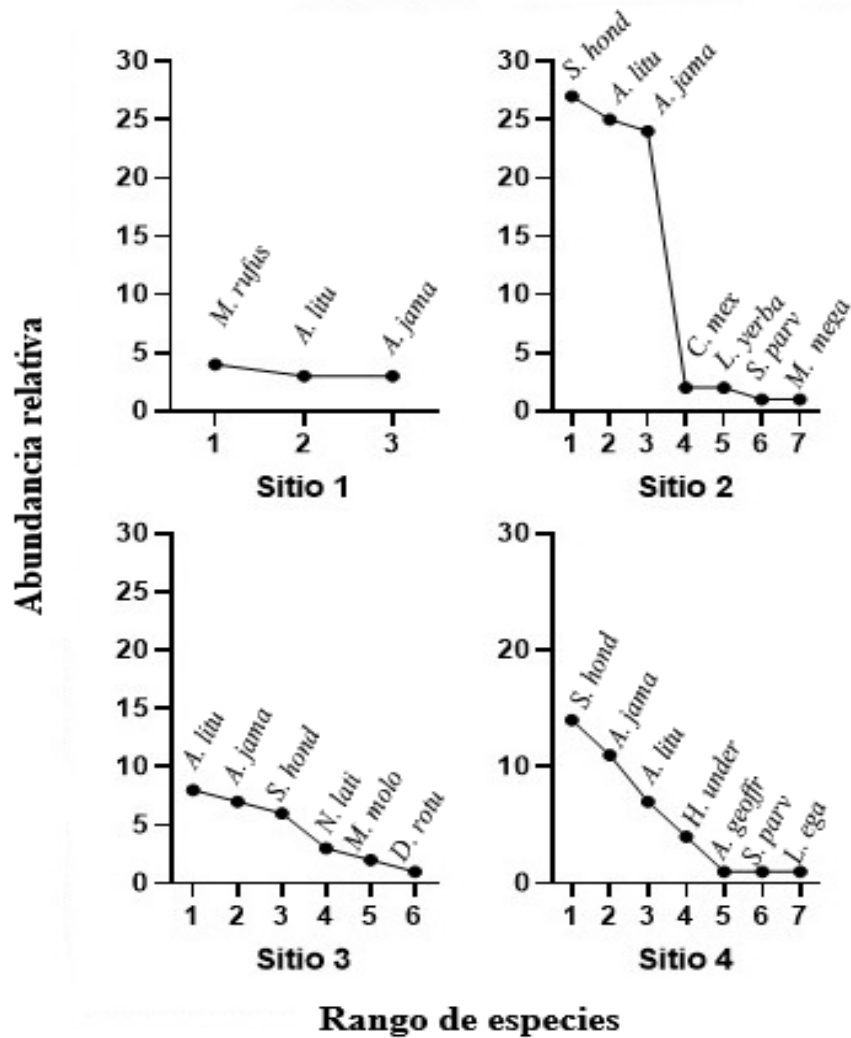 Abundancia relativa
30
25
20
15
10
5
0
M. rufus
A. litu
A. jama
1 2 3
Sitio 1
30
25
20
15
10
5
0
S. hond
A. litu
A. jama
C. mex
L. yerba
S. parv
M. mega
1 2 3 4 5 6 7
Sitio 2
30
25
20
15
10
5
0
A. litu
A. jama
S. hond
N. lati
M. molo
D. rotu
1 2 3 4 5 6
Sitio 3
30
20
10
0
S. hond
A. jama
A. litu
H. under
A. geoffr
S. parv
L. ega
1 2 3 4 5 6 7
Sitio 4
Rango de especies